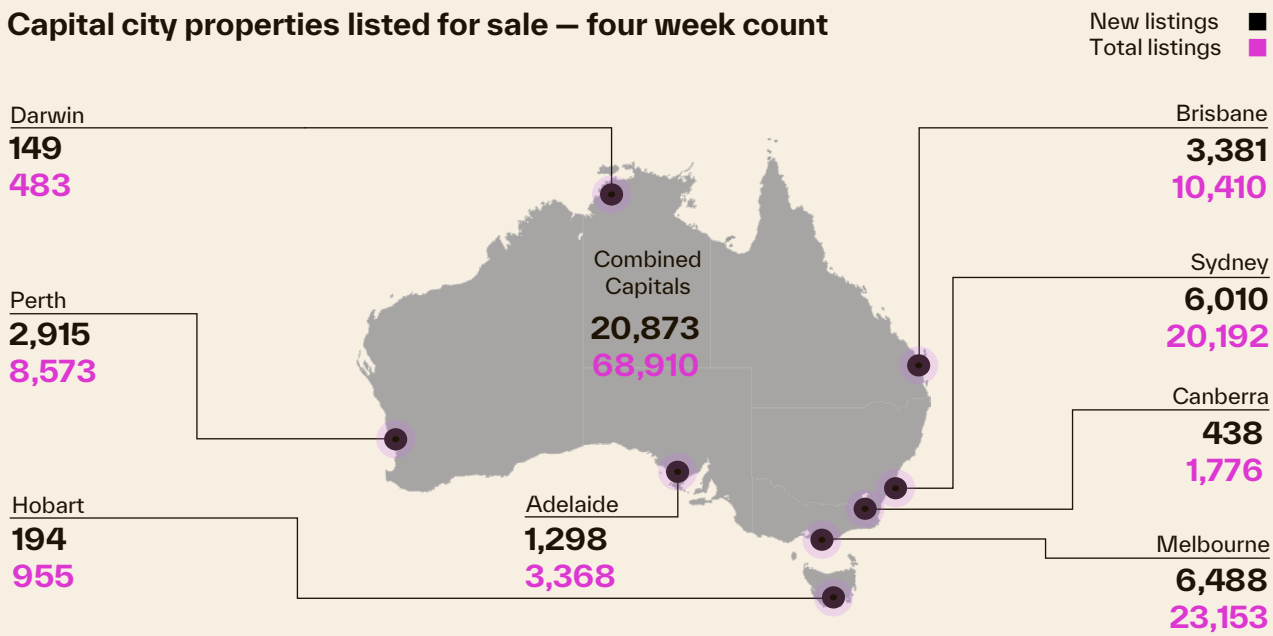 Capital city properties listed for sale — four week count
New listings
Total listings
Darwin
149
483
Brisbane
3,381
10,410
Combined
Capitals
20,873
68,910
Sydney
6,010
20,192
Perth
2,915
8,573
Canberra
438
1,776
Hobart
194
955
Adelaide
1,298
3,368
Melbourne
6,488
23,153